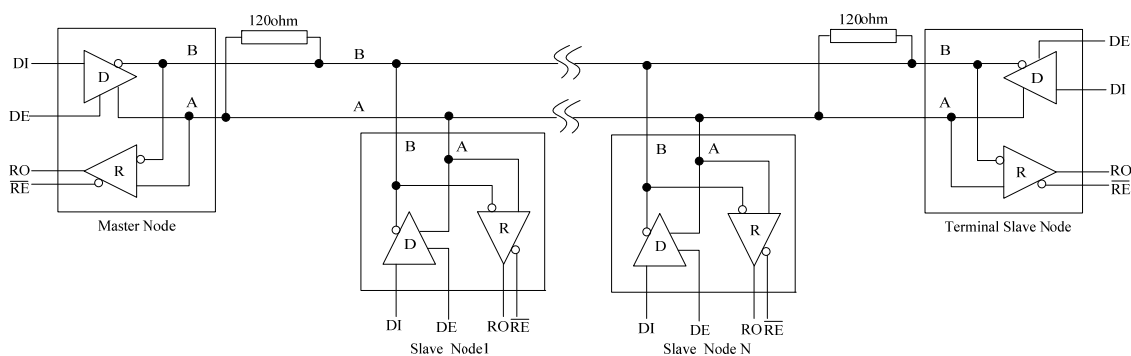 120ohm
120ohm
B
B
B
DI
D
D
DE
DI
DE
A
A
A
RO
RE
R
B
A
B
A
R
RO
RE
Master Node
Terminal Slave Node
D
R
D
R
DI
DE
RO
RE
DI
DE
RO
RE
Slave Node1
Slave Node N